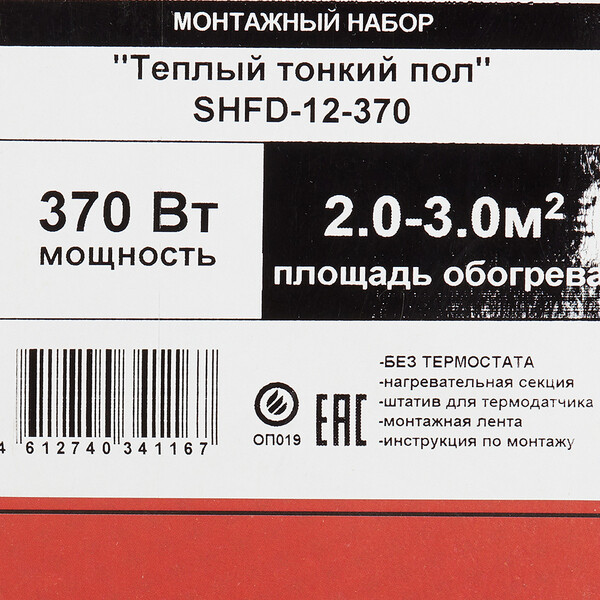 МОНТАЖНЫЙ НАБОР
"Теплый тонкий пол"
SHFD-12-370
370 Вт
мощность
2.0-3.0м²
площадь обогрева
-БЕЗ ТЕРМОСТАТА
-нагревательная секция
-штатив для термодатчика
-монтажная лента
-инструкция по монтажу
ОП019
ЕАС
4 612740 341167